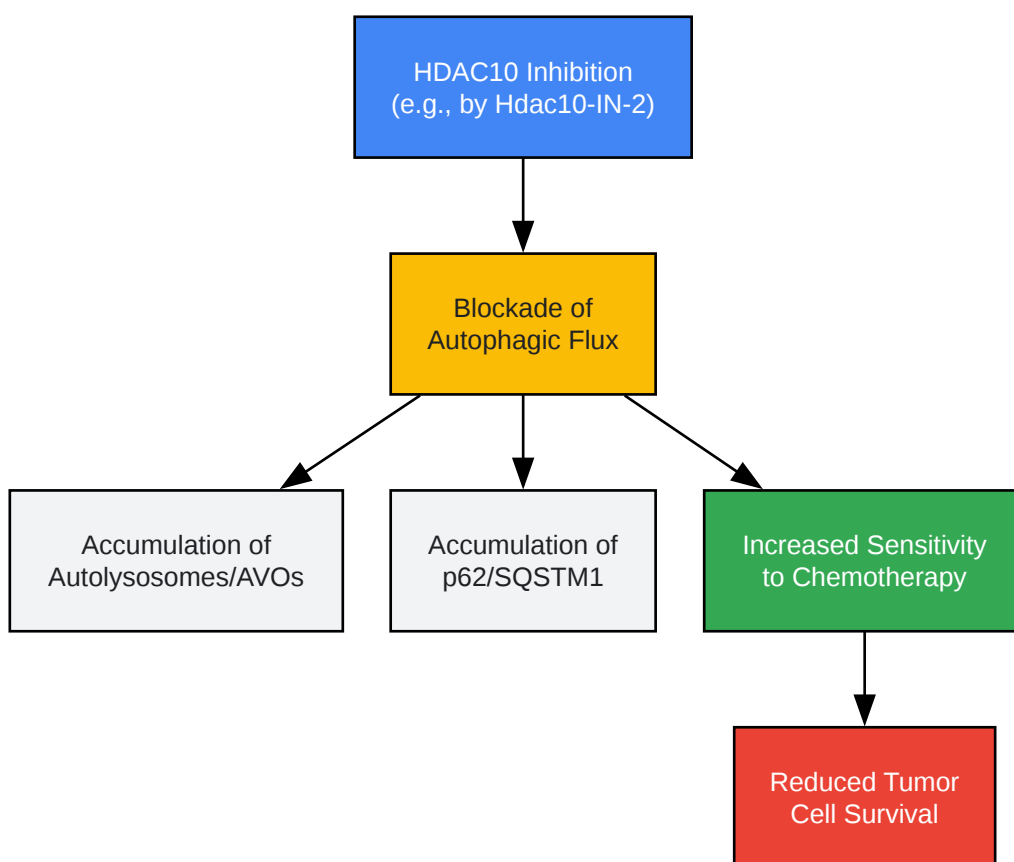 HDAC10 Inhibition
(e.g., by Hdac10-IN-2)
Blockade of
Autophagic Flux
Accumulation of
Autolysosomes/AVOs
Accumulation of
p62/SQSTM1
Increased Sensitivity
to Chemotherapy
Reduced Tumor
Cell Survival